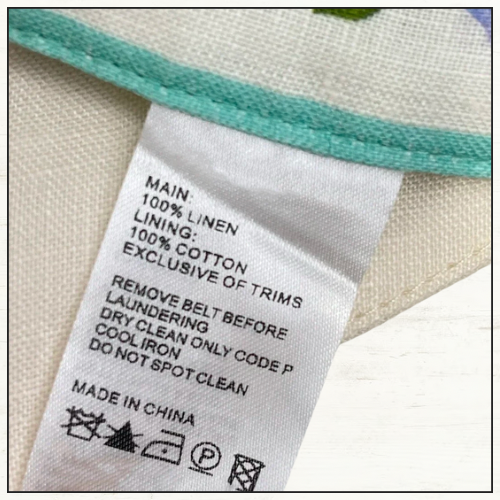 MAIN:
100% LINEN
LINING:
100% COTTON
EXCLUSIVE OF TRIMS
REMOVE BELT BEFORE
LAUNDERING
DRY CLEAN ONLY CODE P
COOL IRON
DO NOT SPOT CLEAN
MADE IN CHINA
P